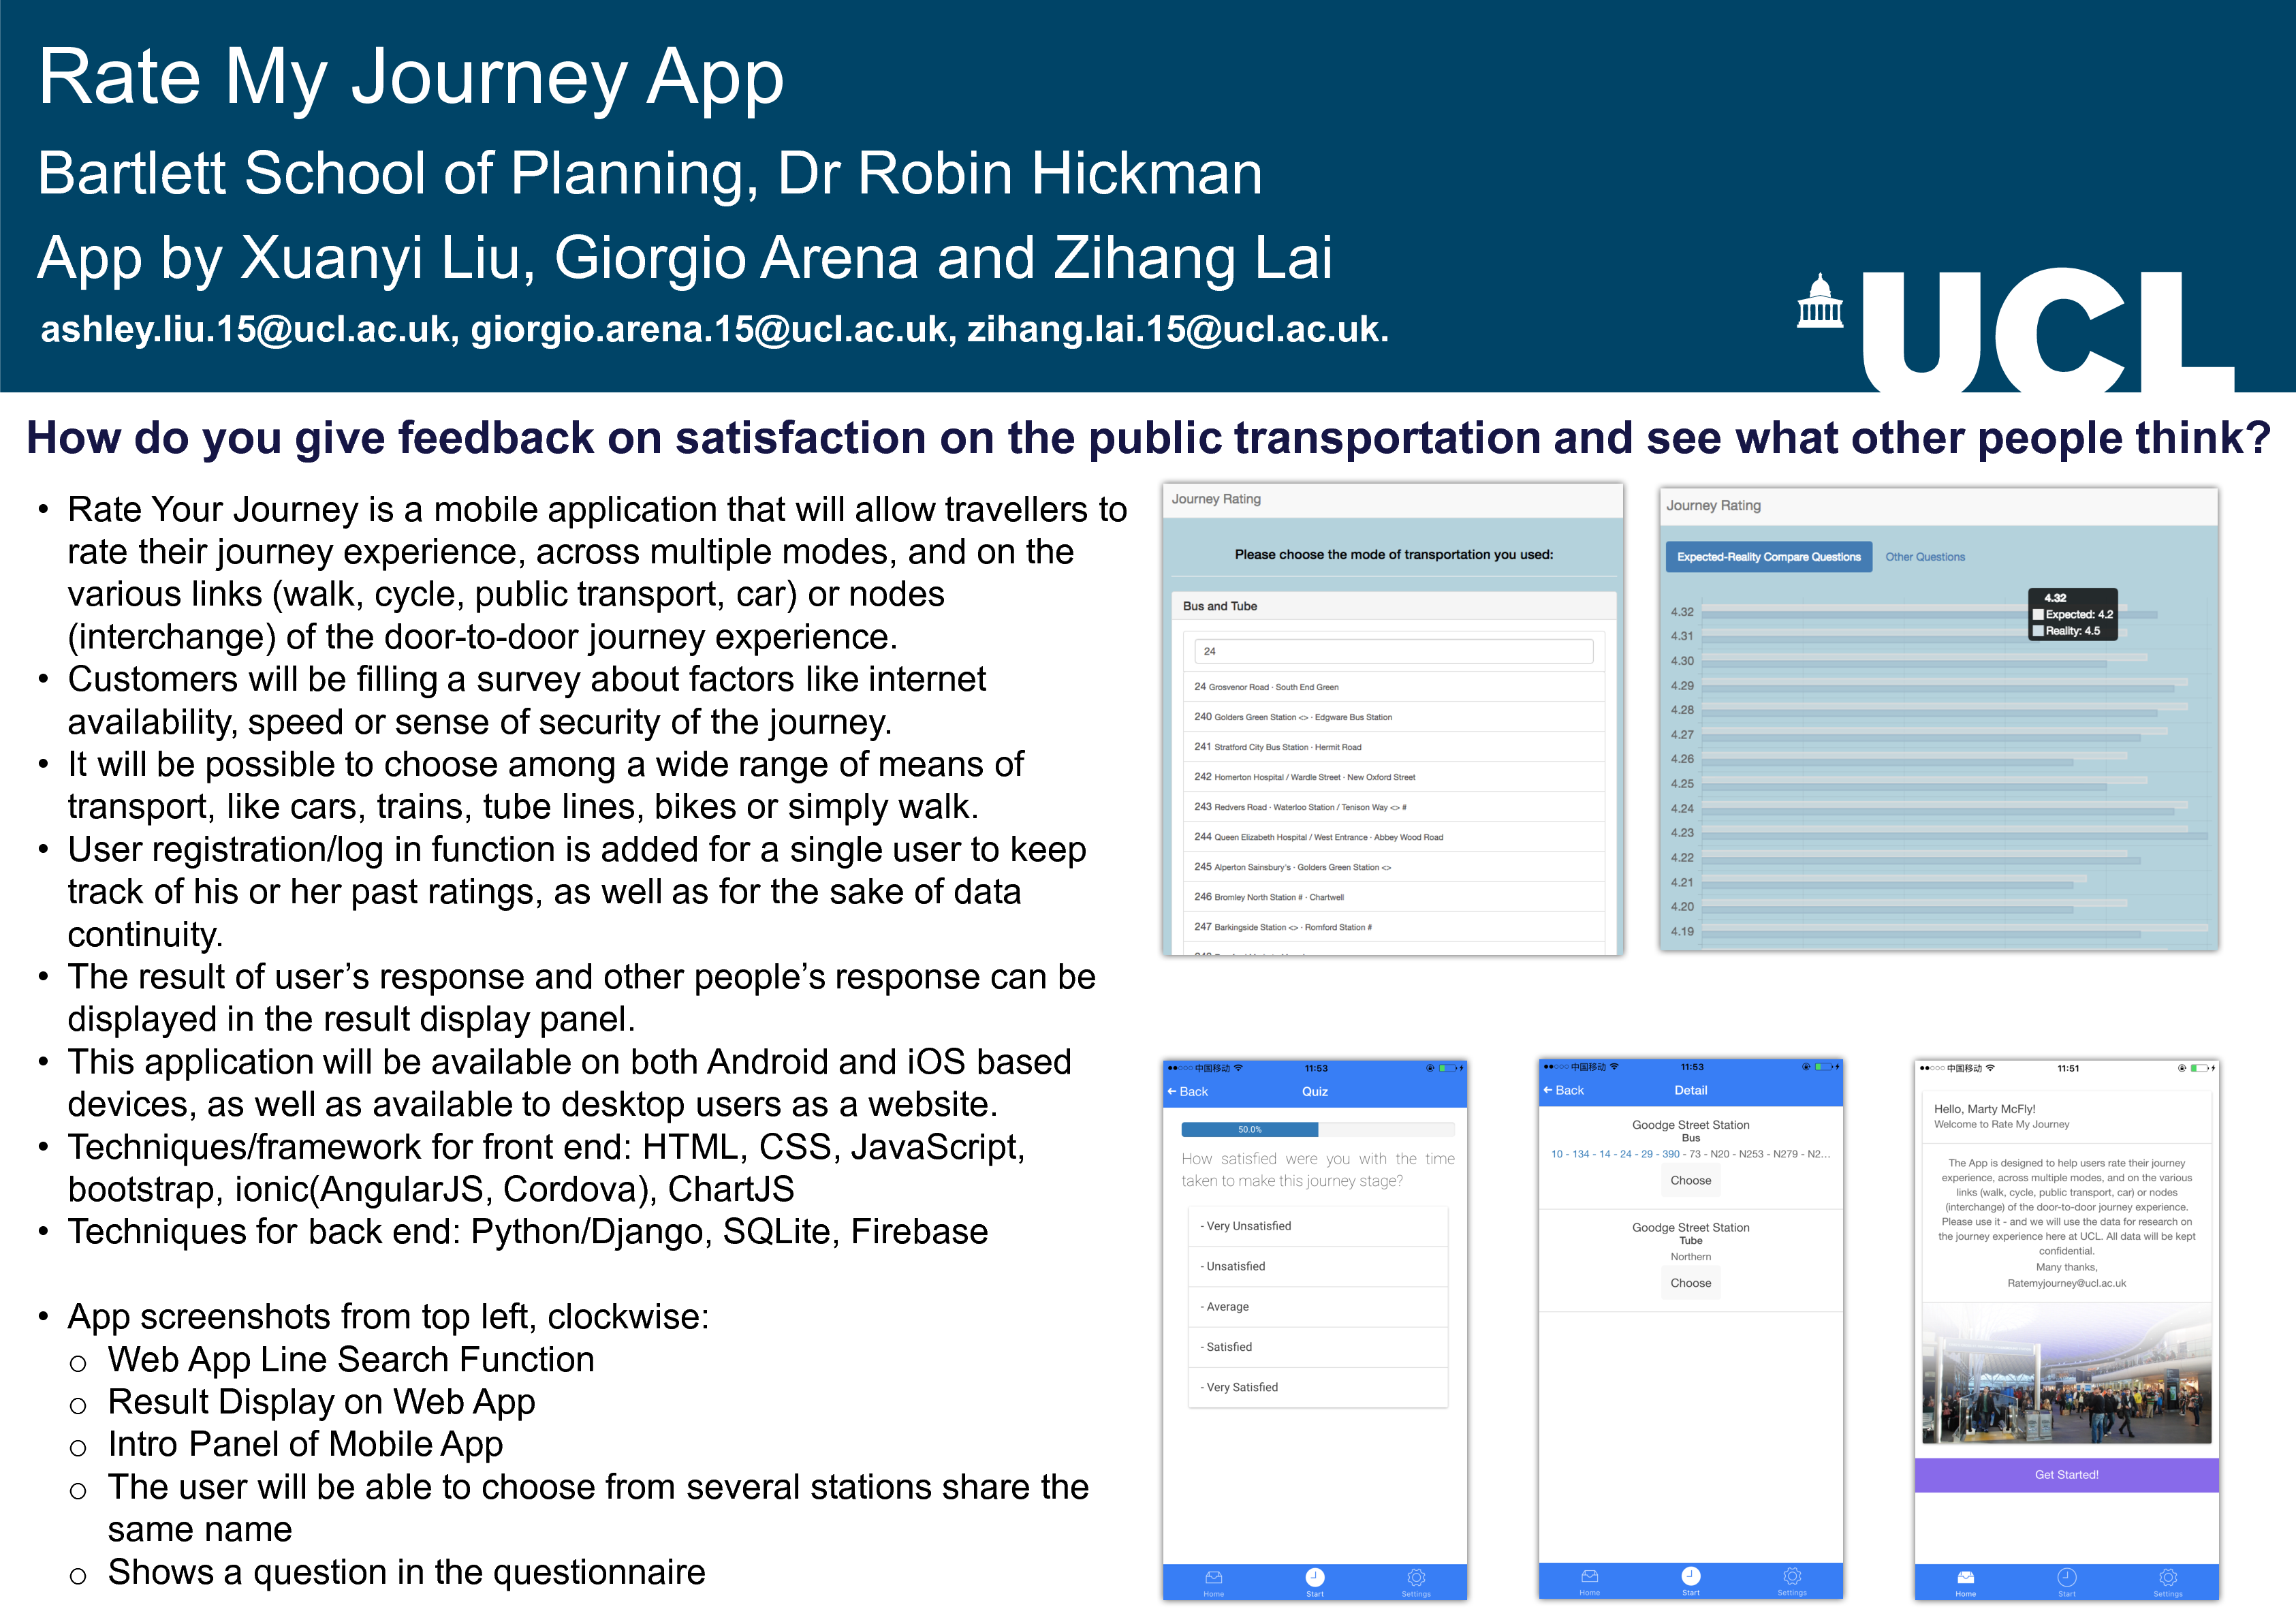 Rate My Journey App
Bartlett School of Planning, Dr Robin Hickman
App by Xuanyi Liu, Giorgio Arena and Zihang Lai
ashley.liu.15@ucl.ac.uk, giorgio.arena.15@ucl.ac.uk, zihang.lai.15@ucl.ac.uk.
UCL
How do you give feedback on satisfaction on the public transportation and see what other people think?
• Rate Your Journey is a mobile application that will allow travellers to
rate their journey experience, across multiple modes, and on the
various links (walk, cycle, public transport, car) or nodes
(interchange) of the door-to-door journey experience.
• Customers will be filling a survey about factors like internet
availability, speed or sense of security of the journey.
• It will be possible to choose among a wide range of means of
transport, like cars, trains, tube lines, bikes or simply walk.
• User registration/log in function is added for a single user to keep
track of his or her past ratings, as well as for the sake of data
continuity.
• The result of user’s response and other people’s response can be
displayed in the result display panel.
• This application will be available on both Android and iOS based
devices, as well as available to desktop users as a website.
• Techniques/framework for front end: HTML, CSS, JavaScript,
bootstrap, ionic(AngularJS, Cordova), ChartJS
• Techniques for back end: Python/Django, SQLite, Firebase
• App screenshots from top left, clockwise:
o Web App Line Search Function
o Result Display on Web App
o Intro Panel of Mobile App
o The user will be able to choose from several stations share the
same name
o Shows a question in the questionnaire
Journey Rating
Please choose the mode of transportation you used:
Bus and Tube
24
24 Grosvenor Road · South End Green
240 Golders Green Station <> · Edgware Bus Station
241 Stratford City Bus Station · Hermit Road
242 Homerton Hospital / Wardle Street · New Oxford Street
243 Redvers Road · Waterloo Station / Tenison Way <> #
244 Queen Elizabeth Hospital / West Entrance · Abbey Wood Road
245 Alperton Sainsbury's · Golders Green Station <>
246 Bromley North Station # · Chartwell
247 Barkingside Station <> · Romford Station #
Journey Rating
Expected-Reality Compare Questions Other Questions
4.32
Expected: 4.2
Reality: 4.5
4.32
4.31
4.30
4.29
4.28
4.27
4.26
4.25
4.24
4.23
4.22
4.21
4.20
4.19
中国移动 11:53
Back Quiz
50.0%
How satisfied were you with the time
taken to make this journey stage?
- Very Unsatisfied
- Unsatisfied
- Average
- Satisfied
- Very Satisfied
Home Start Settings
中国移动 11:53
Back Detail
Goodge Street Station
Bus
10 - 134 - 14 - 24 - 29 - 390 - 73 - N20 - N253 - N279 - N2...
Choose
Goodge Street Station
Tube
Northern
Choose
Home Start Settings
中国移动 11:51
Hello, Marty McFly!
Welcome to Rate My Journey
The App is designed to help users rate their journey
experience, across multiple modes, and on the various
links (walk, cycle, public transport, car) or nodes
(interchange) of the door-to-door journey experience.
Please use it - and we will use the data for research on
the journey experience here at UCL. All data will be kept
confidential.
Many thanks,
Ratemyjourney@ucl.ac.uk
Get Started!
Home Start Settings